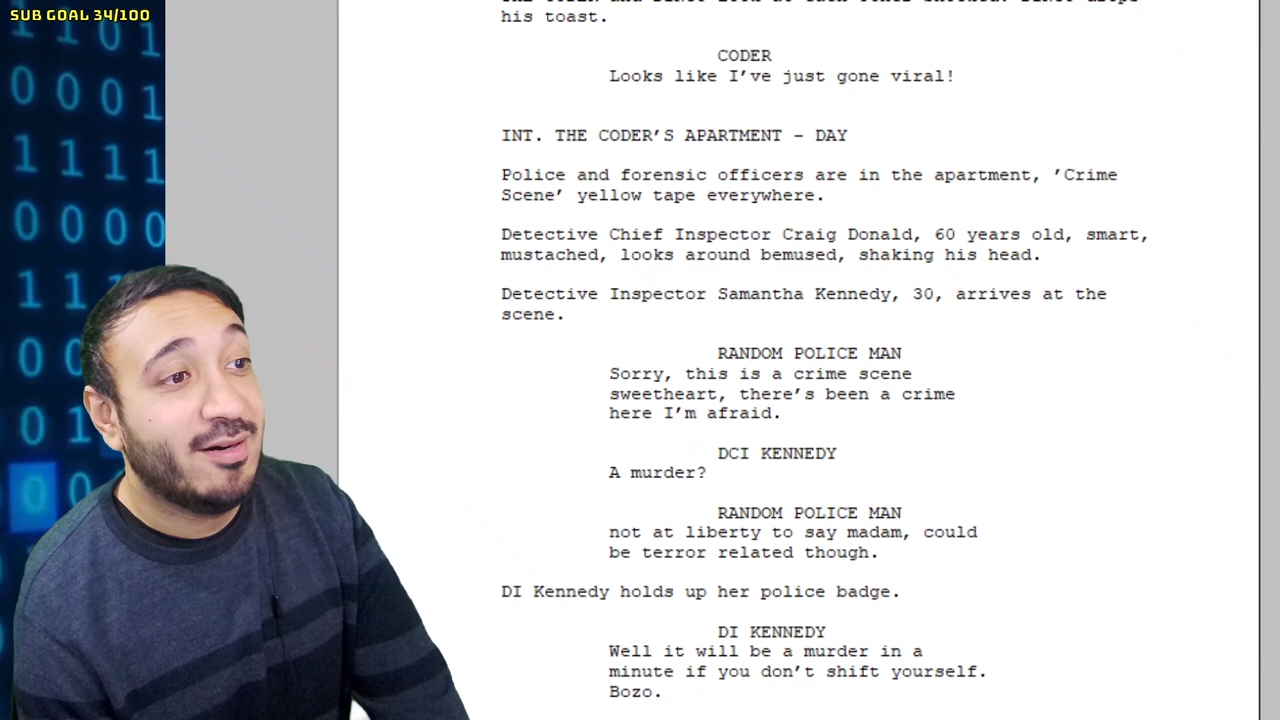 SUB GOAL 34/100
his toast.
CODER
Looks like I've just gone viral!
INT. THE CODER'S APARTMENT – DAY
Police and forensic officers are in the apartment, 'Crime
Scene' yellow tape everywhere.
Detective Chief Inspector Craig Donald, 60 years old, smart,
mustached, looks around bemused, shaking his head.
Detective Inspector Samantha Kennedy, 30, arrives at the
scene.
RANDOM POLICE MAN
Sorry, this is a crime scene
sweetheart, there's been a crime
here I'm afraid.
DCI KENNEDY
A murder?
RANDOM POLICE MAN
not at liberty to say madam, could
be terror related though.
DI Kennedy holds up her police badge.
DI KENNEDY
Well it will be a murder in a
minute if you don't shift yourself.
Bozo.